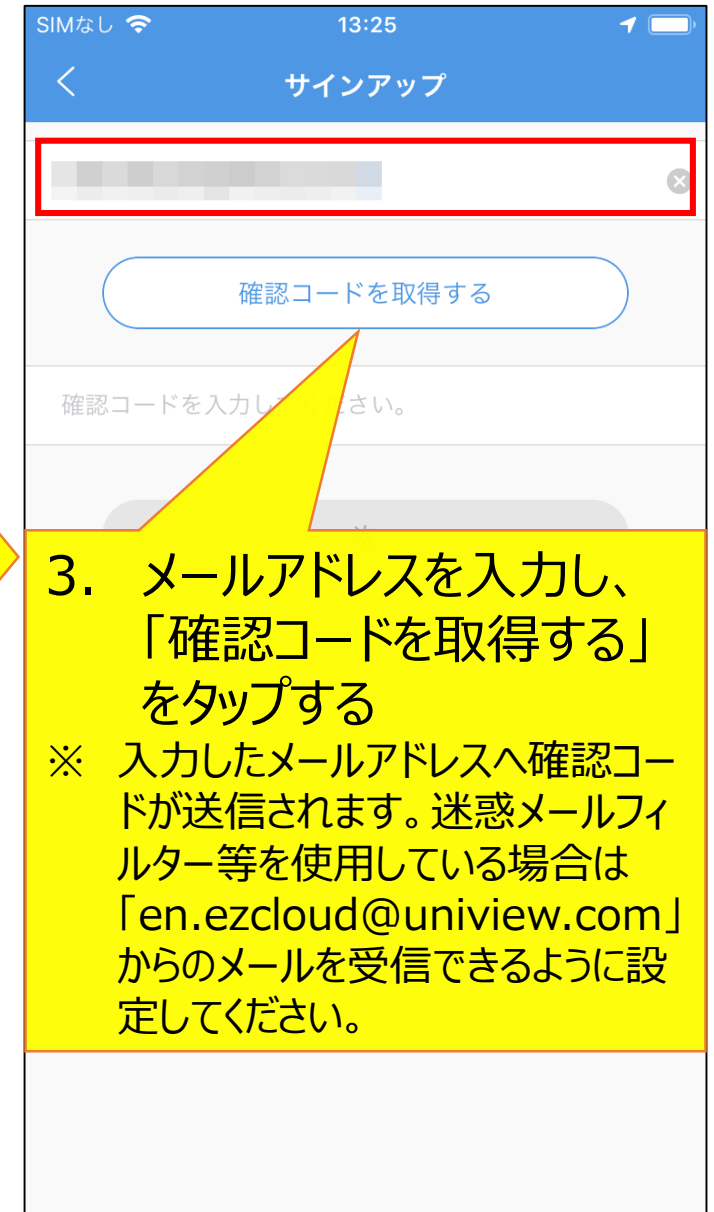 SIMなし 13:25
サインアップ
確認コードを取得する
確認コードを入力し ださい。
3. メールアドレスを入力し、
「確認コードを取得する」
をタップする
※ 入力したメールアドレスへ確認コー
ドが送信されます。迷惑メールフィ
ルター等を使用している場合は
「en.ezcloud@uniview.com」
からのメールを受信できるように設
定してください。